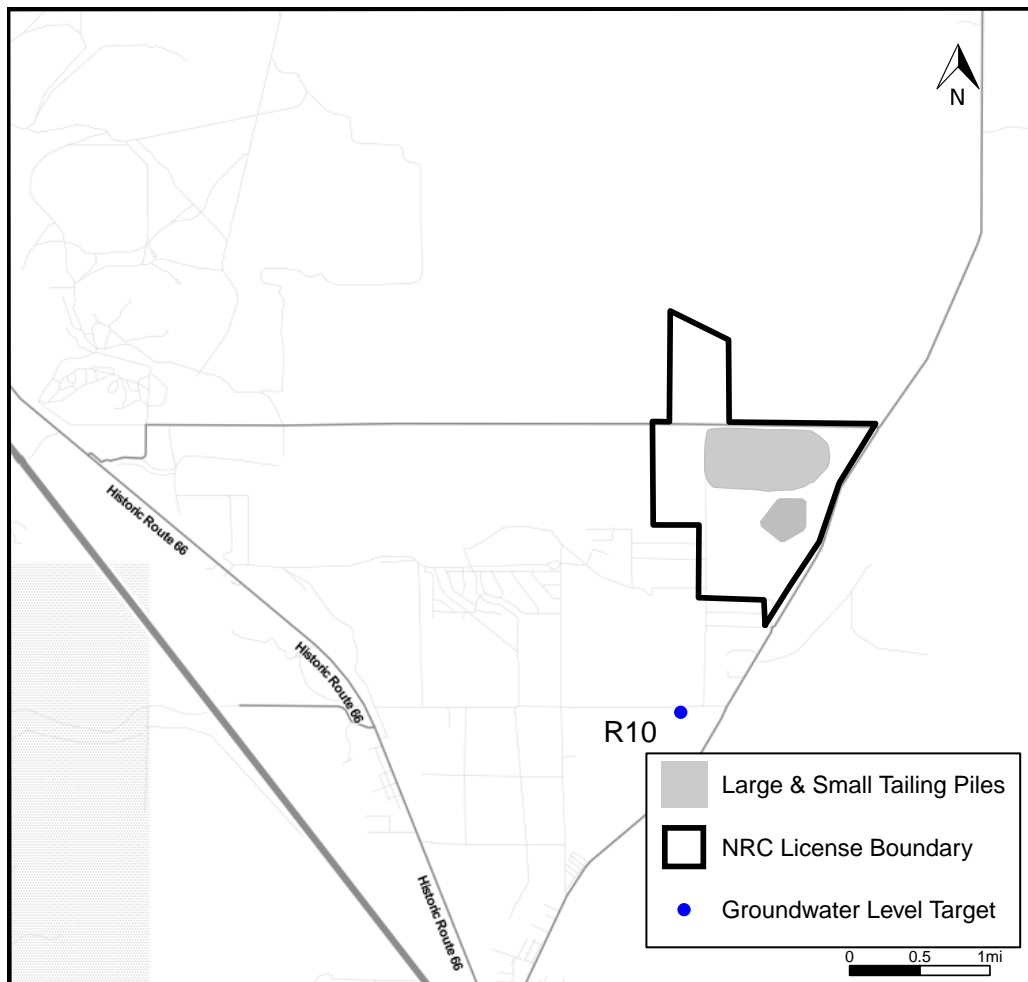 N
Historic Route 66
Historic Route 66
R10
Large & Small Tailing Piles
NRC License Boundary
Historic Route 66
Groundwater Level Target
0 0.5 1mi